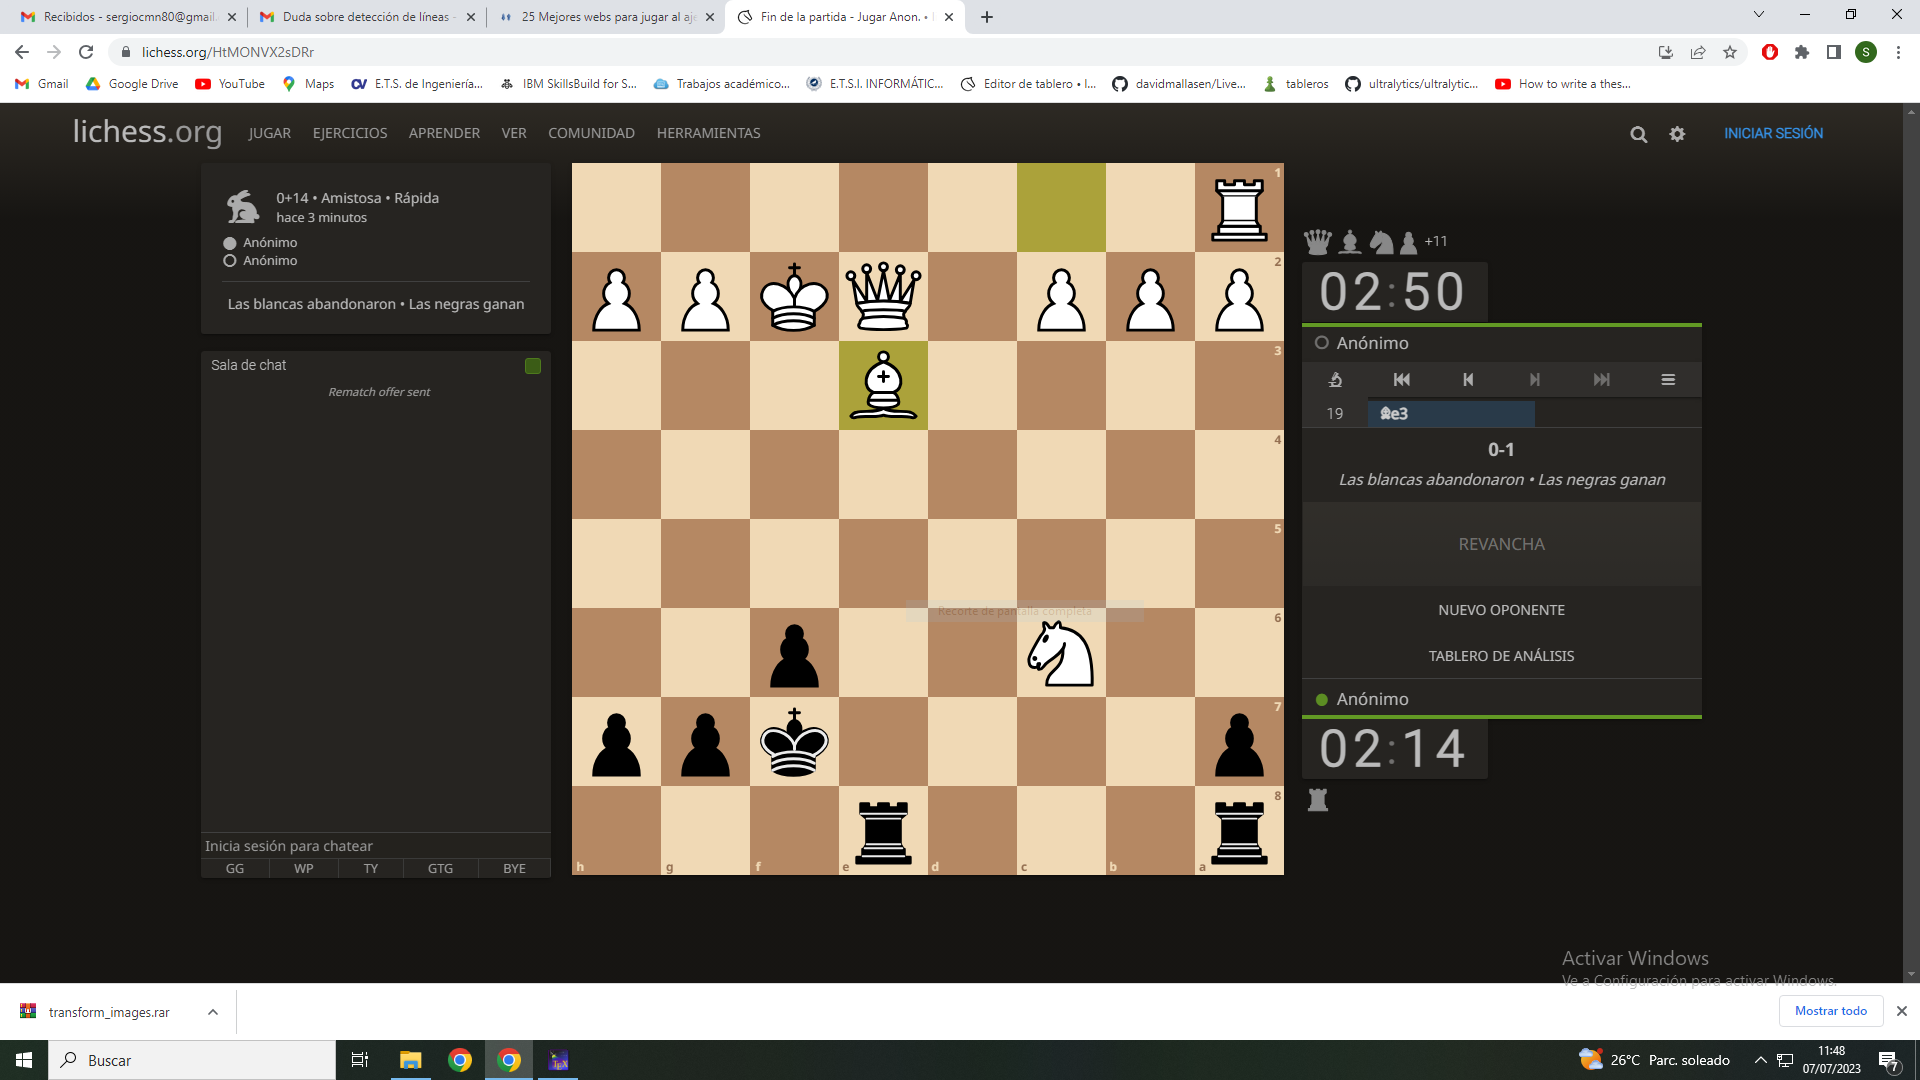 Recibidos - sergiocmn80@gmail.
Duda sobre detección de líneas -
25 Mejores webs para jugar al aje
Fin de la partida - Jugar Anon. •
lichess.org/HtMONVX2sDRr
S
Gmail
Google Drive
YouTube
Maps
E.T.S. de Ingeniería...
IBM SkillsBuild for S...
Trabajos académico...
E.T.S.I. INFORMÁTIC...
Editor de tablero • l...
davidmallasen/Live...
tableros
ultralytics/ultralytic...
How to write a thes...
lichess.org
JUGAR
EJERCICIOS
APRENDER
VER
COMUNIDAD
HERRAMIENTAS
INICIAR SESIÓN
0+14 • Amistosa • Rápida
hace 3 minutos
Anónimo
Anónimo
Las blancas abandonaron • Las negras ganan
Sala de chat
Rematch offer sent
Inicia sesión para chatear
GG WP TY GTG BYE
1
2
3
4
5
6
7
8
h g f e d c b a
Recorte de pantalla completa
+11
02:50
Anónimo
19 e3
0-1
Las blancas abandonaron • Las negras ganan
REVANCHA
NUEVO OPONENTE
TABLERO DE ANÁLISIS
Anónimo
02:14
Activar Windows
Ve a Configuración para activar Windows.
transform_images.rar
Mostrar todo
Buscar
26°C Parc. soleado
11:48
07/07/2023
7